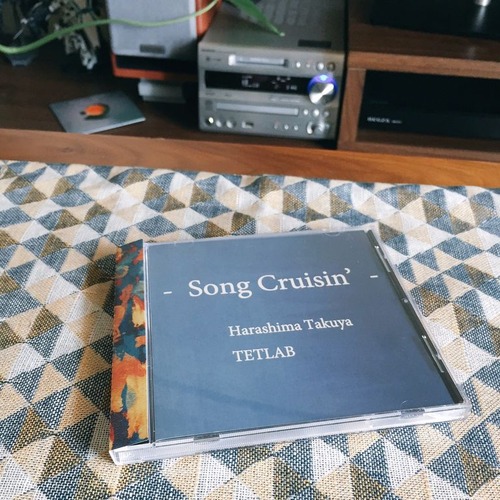 - Song Cruisin' -
Harashima Takuya
TETLAB